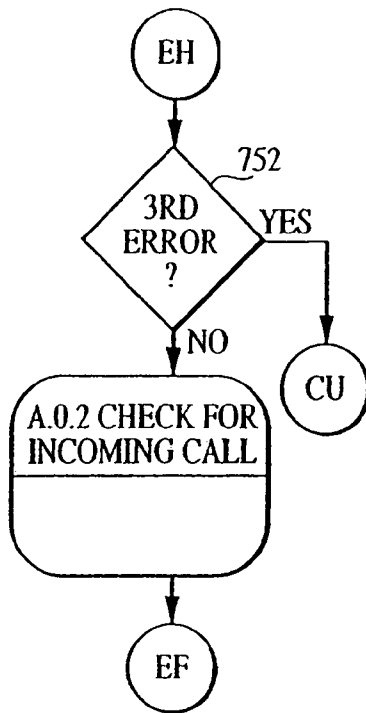 EH
752
3RD
ERROR
?
YES
NO
CU
A.0.2 CHECK FOR
INCOMING CALL
EF